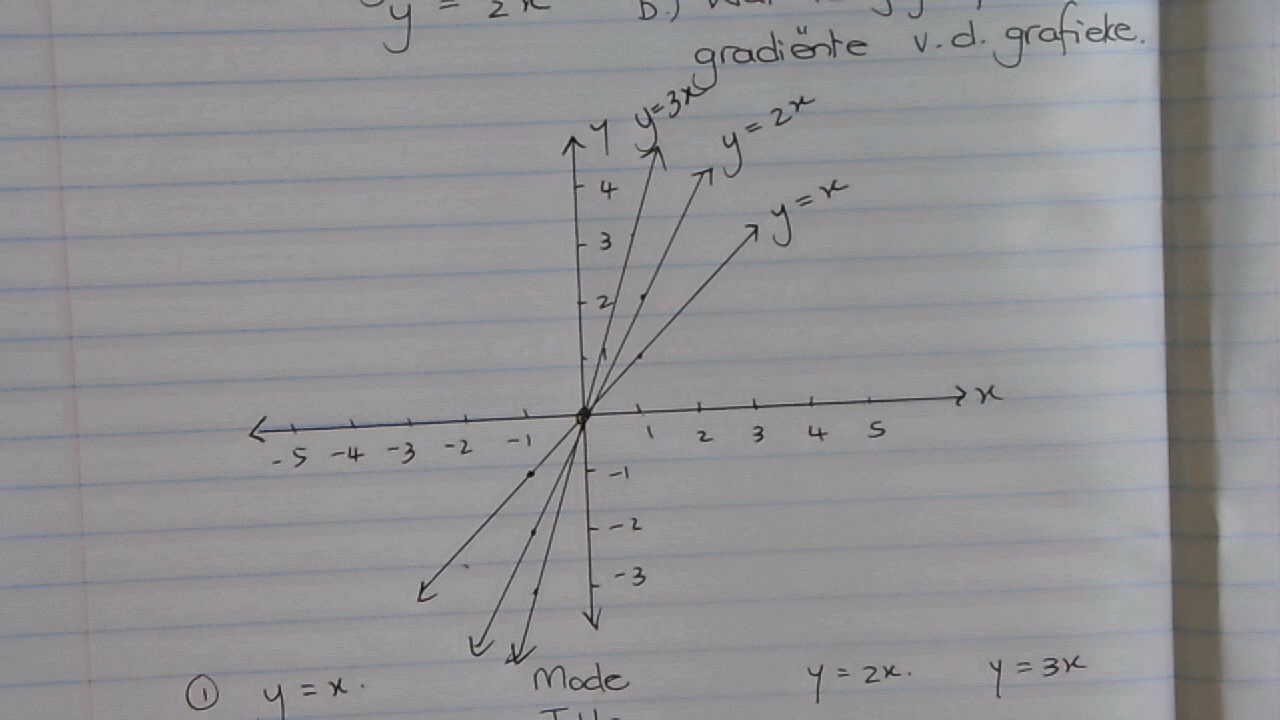 y = 2x b.)
gradiënte v.d. grafieke.
y=3x
y = 2x
y = x
Y
4
3
2
x
-5 -4 -3 -2 -1 1 2 3 4 5
-1
-2
-3
① y = x. Mode y = 2x. y = 3x